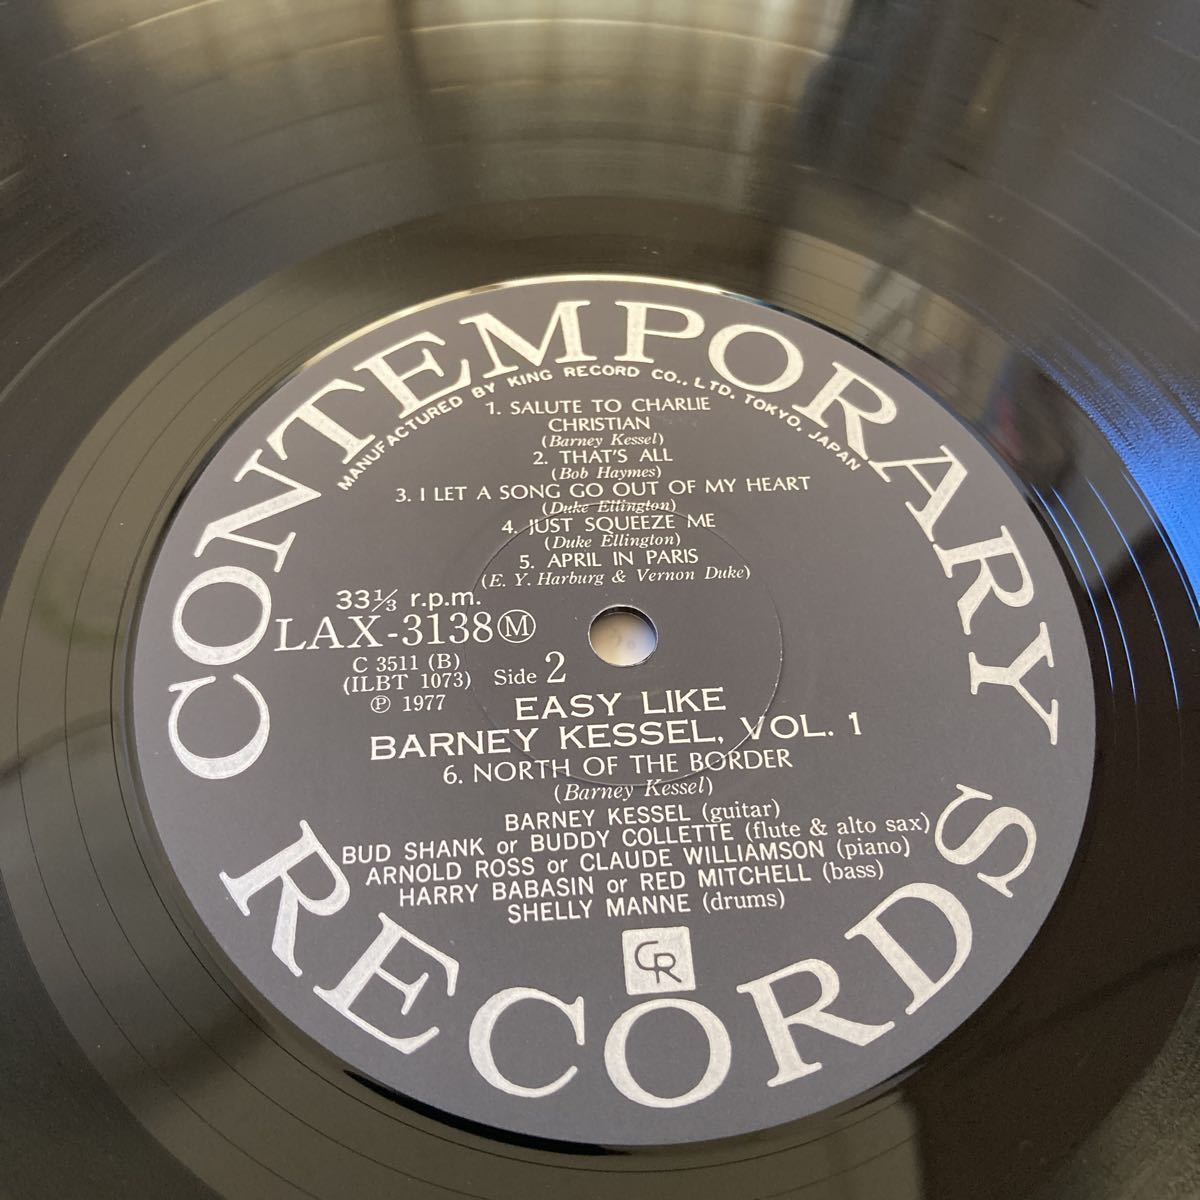 CONTEMPORARY
MANUFACTURED BY KING RECORD CO., LTD. TOKYO, JAPAN
1. SALUTE TO CHARLIE
CHRISTIAN
(Barney Kessel)
2. THAT'S ALL
(Bob Haymes)
3. I LET A SONG GO OUT OF MY HEART
(Duke Ellington)
4. JUST SQUEEZE ME
(Duke Ellington)
5. APRIL IN PARIS
(E. Y. Harburg & Vernon Duke)
33⅓ r.p.m.
LAX-3138Ⓜ
C 3511 (B)
(ILBT 1073)
℗ 1977
Side 2
EASY LIKE
BARNEY KESSEL, VOL. 1
6. NORTH OF THE BORDER
(Barney Kessel)
BARNEY KESSEL (guitar)
BUD SHANK or BUDDY COLLETTE (flute & alto sax)
ARNOLD ROSS or CLAUDE WILLIAMSON (piano)
HARRY BABASIN or RED MITCHELL (bass)
SHELLY MANNE (drums)
CR
RECORDS